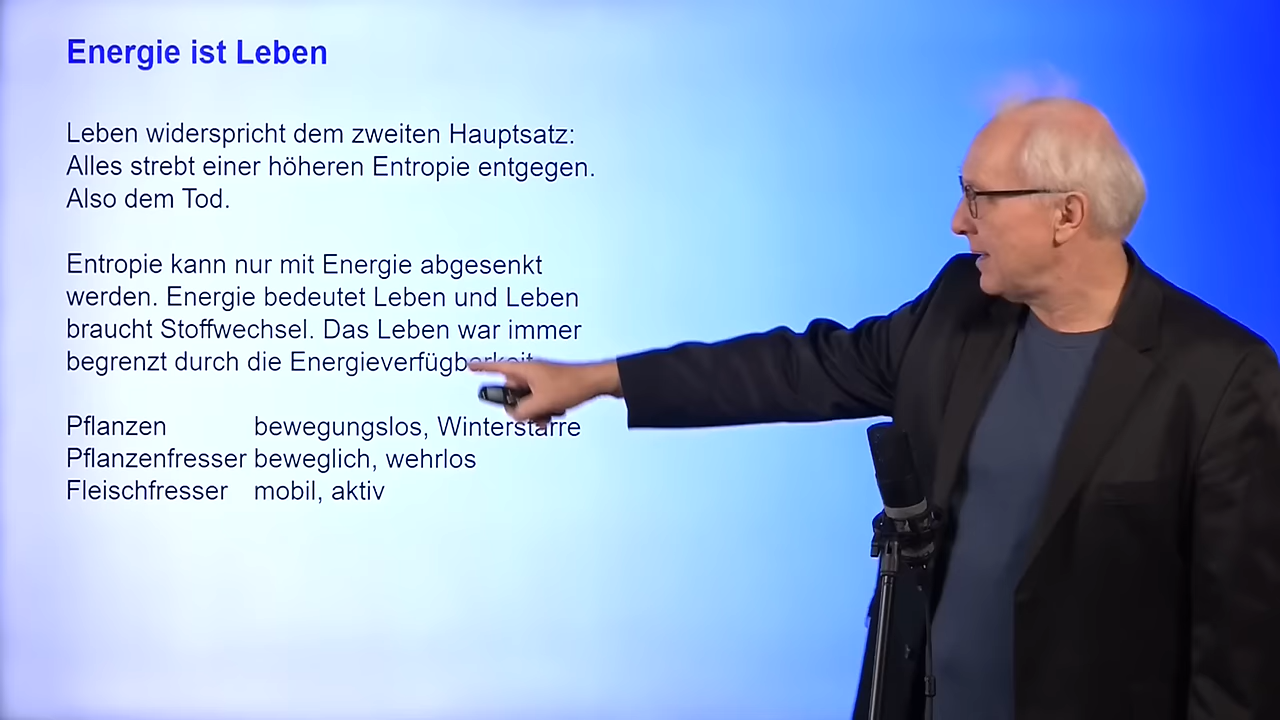 Energie ist Leben
Leben widerspricht dem zweiten Hauptsatz:
Alles strebt einer höheren Entropie entgegen.
Also dem Tod.
Entropie kann nur mit Energie abgesenkt
werden. Energie bedeutet Leben und Leben
braucht Stoffwechsel. Das Leben war immer
begrenzt durch die Energieverfügbarkeit
Pflanzen bewegungslos, Winterstarre
Pflanzenfresser beweglich, wehrlos
Fleischfresser mobil, aktiv